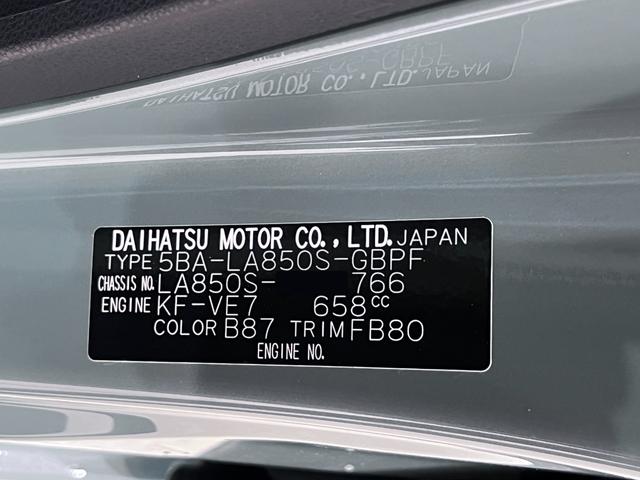 DAIHATSU MOTOR CO., LTD. JAPAN
TYPE 5BA-LA850S-GBPF
CHASSIS NO. LA850S- 766
ENGINE KF-VE7 658CC
COLOR B87 TRIM FB80
ENGINE NO.